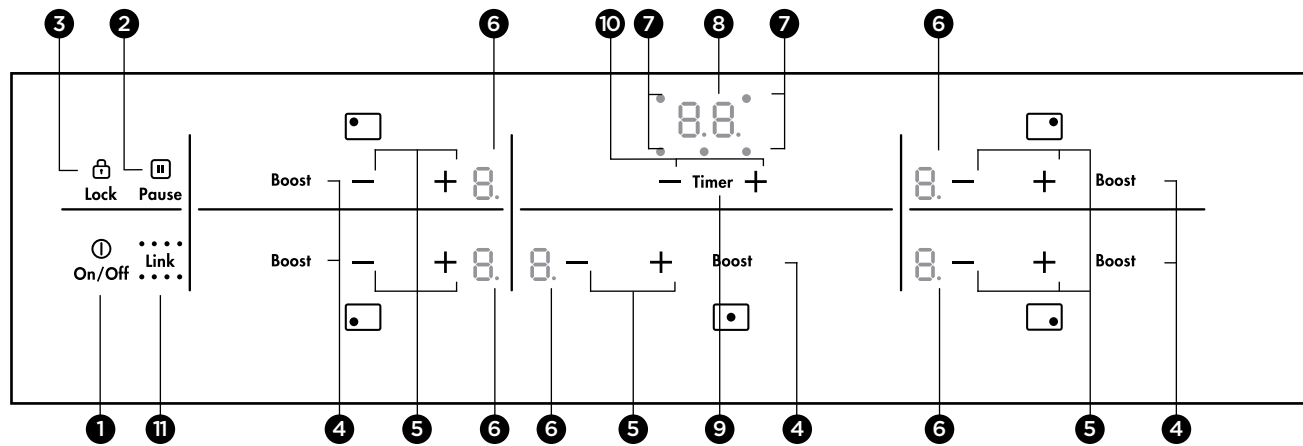 3 2 6 10 7 8 7 6
8.8.
Lock Pause Boost − + 8. − Timer + 8. − + Boost
On/Off Link Boost − + 8. 8. − + Boost 8. − + Boost
1 11 4 5 6 6 5 9 4 6 5 4